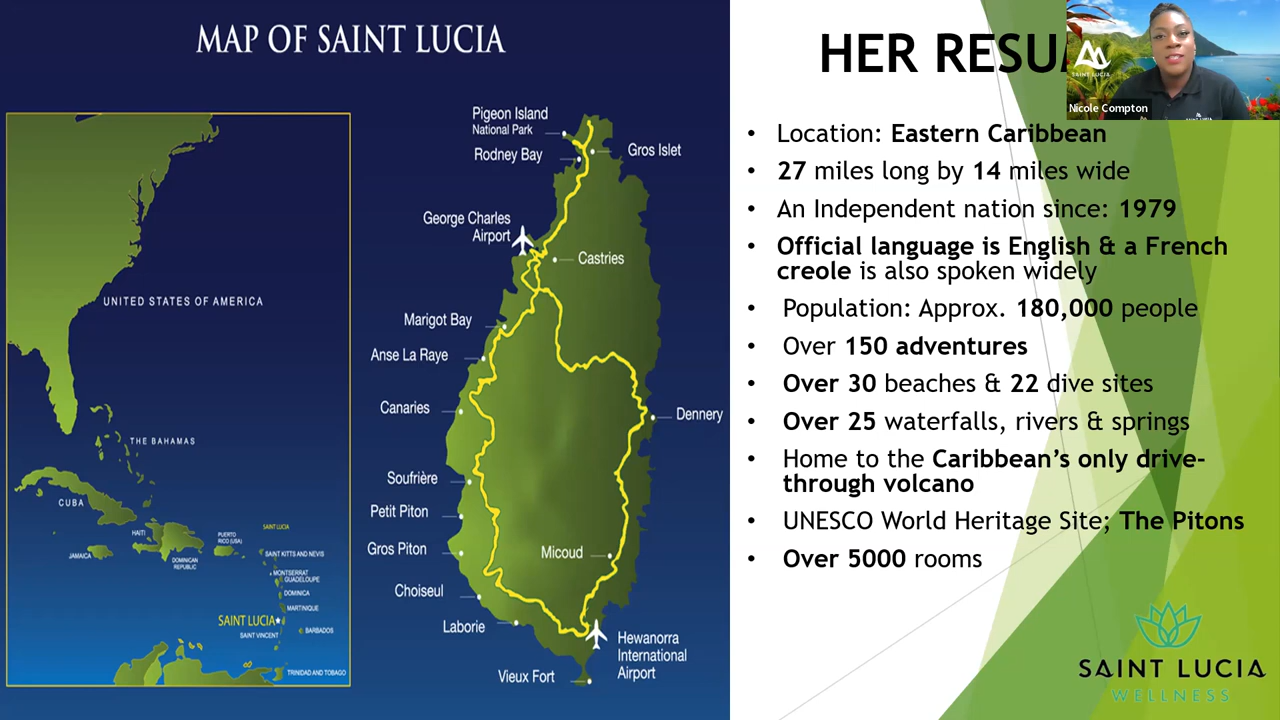 MAP OF SAINT LUCIA
UNITED STATES OF AMERICA
THE BAHAMAS
CUBA
HAITI
JAMAICA
DOMINICAN
REPUBLIC
PUERTO
RICO (USA)
SAINT LUCIA
SAINT KITTS AND NEVIS
MONTSERRAT
GUADELOUPE
DOMINICA
MARTINIQUE
SAINT LUCIA
SAINT VINCENT
BARBADOS
TRINIDAD AND TOBAGO
Pigeon Island
National Park
Rodney Bay
Gros Islet
George Charles
Airport
Castries
Marigot Bay
Anse La Raye
Canaries
Dennery
Soufrière
Petit Piton
Gros Piton
Micoud
Choiseul
Laborie
Hewanorra
International
Airport
Vieux Fort
HER RESU
SAINT LUCIA
Nicole Compton
• Location: Eastern Caribbean
• 27 miles long by 14 miles wide
• An Independent nation since: 1979
• Official language is English & a French
creole is also spoken widely
• Population: Approx. 180,000 people
• Over 150 adventures
• Over 30 beaches & 22 dive sites
• Over 25 waterfalls, rivers & springs
• Home to the Caribbean's only drive-
through volcano
• UNESCO World Heritage Site; The Pitons
• Over 5000 rooms
SAINT LUCIA
WELLNESS